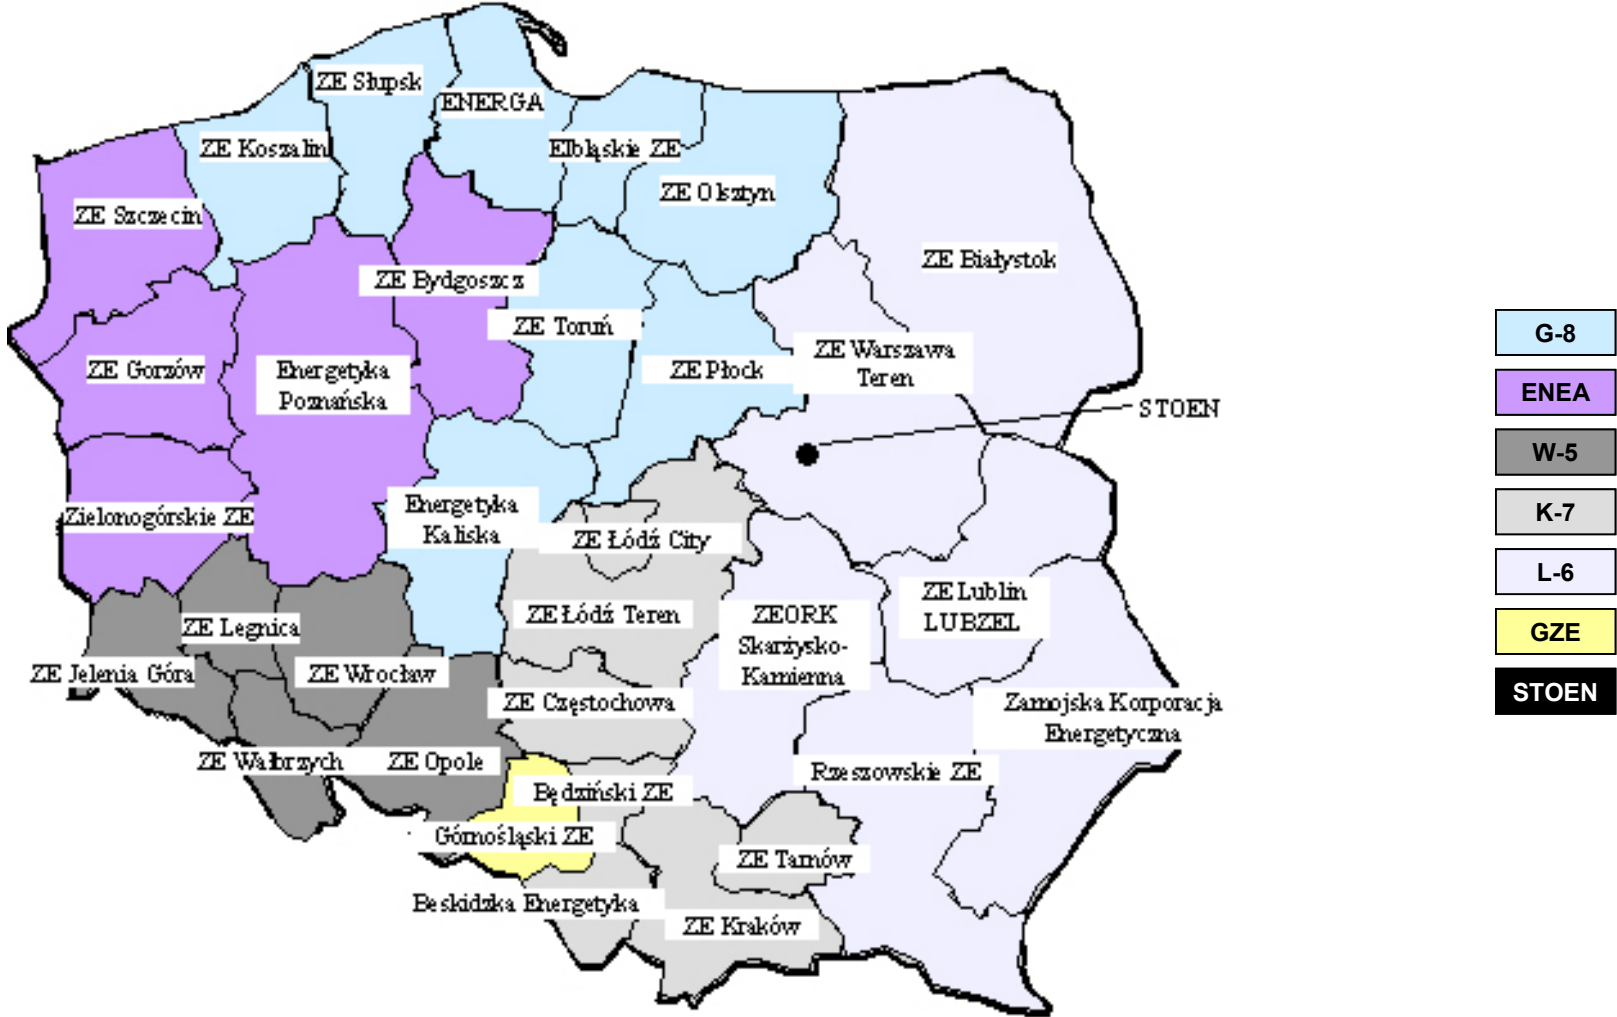 ZE Słupsk
ENERGA
ZE Koszalin
Elbląskie ZE
ZE Olsztyn
ZE Szczecin
ZE Białystok
ZE Bydgoszcz
ZE Toruń
ZE Gorzów
Energetyka
Poznańska
ZE Płock
ZE Warszawa
Teren
STOEN
Zielonogórskie ZE
Energetyka
Kaliska
ZE Łódź City
ZE Łódź Teren
ZEORK
Skarżysko-
Kamienna
ZE Lublin
LUBZEL
ZE Legnica
ZE Jelenia Góra
ZE Wrocław
ZE Częstochowa
Zamojska Korporacja
Energetyczna
ZE Wałbrzych
ZE Opole
Rzeszowskie ZE
Będziński ZE
Górnośląski ZE
ZE Tarnów
Beskidzka Energetyka
ZE Kraków
G-8
ENEA
W-5
K-7
L-6
GZE
STOEN